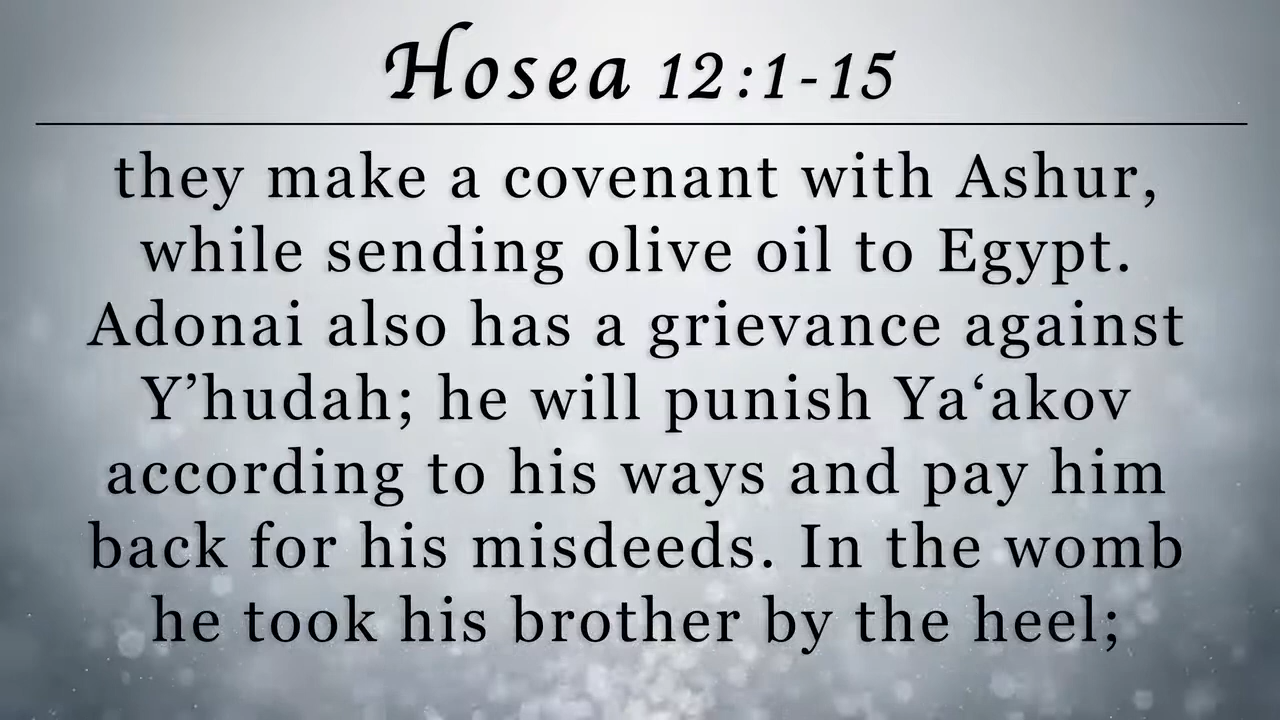 Hosea 12:1-15
they make a covenant with Ashur,
while sending olive oil to Egypt.
Adonai also has a grievance against
Y’hudah; he will punish Ya‘akov
according to his ways and pay him
back for his misdeeds. In the womb
he took his brother by the heel;